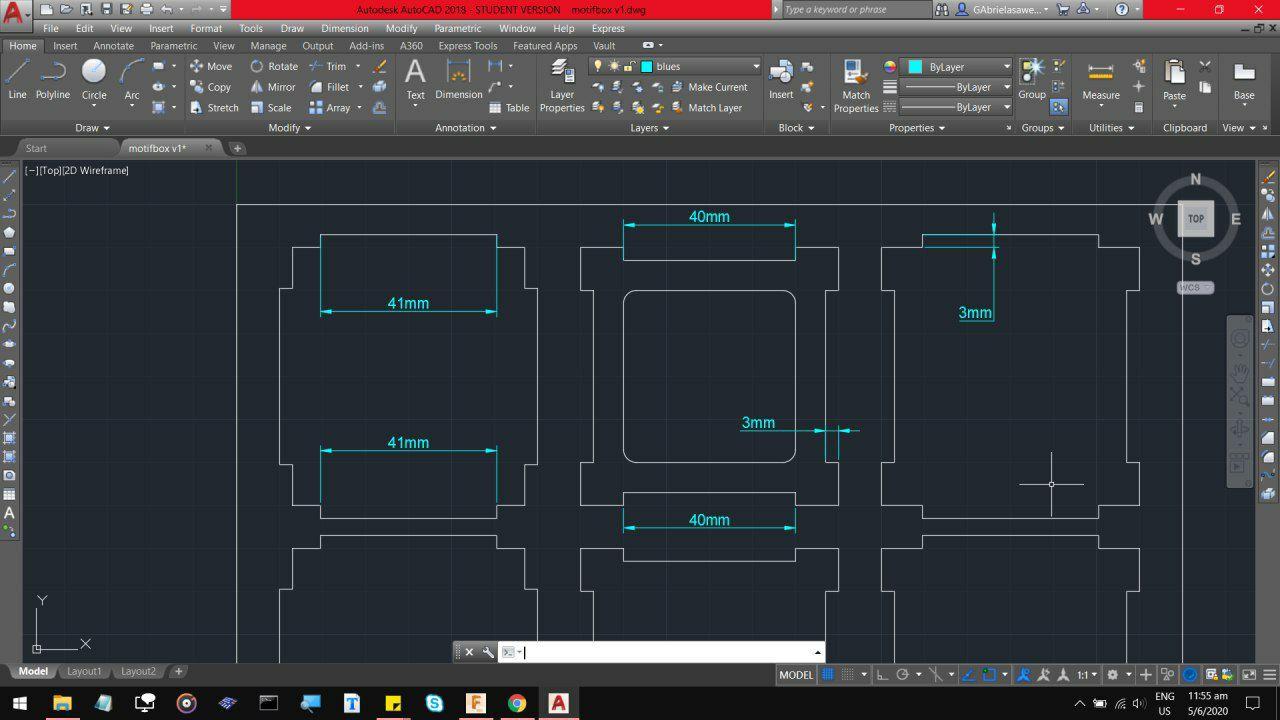 Autodesk AutoCAD 2018 - STUDENT VERSION motifbox v1.dwg
Type a keyword or phrase
GAbrielasawe...
File Edit View Insert Format Tools Draw Dimension Modify Parametric Window Help Express
Home Insert Annotate Parametric View Manage Output Add-ins A360 Express Tools Featured Apps Vault
Line Polyline Circle Arc
Move Rotate Trim
Copy Mirror Fillet
Stretch Scale Array
Text Dimension Table
Layer Properties
blues
Make Current
Match Layer
Insert
Match Properties
ByLayer
ByLayer
ByLayer
Group Measure Paste Base
Draw Modify Annotation Layers Block Properties Groups Utilities Clipboard View
Start motifbox v1*
[−][Top][2D Wireframe]
N
W TOP E
S
WCS
40mm
41mm
3mm
3mm
41mm
40mm
Y
X
Model Layout1 Layout2
MODEL
1:1
ENG
US
11:55 am
5/6/2020